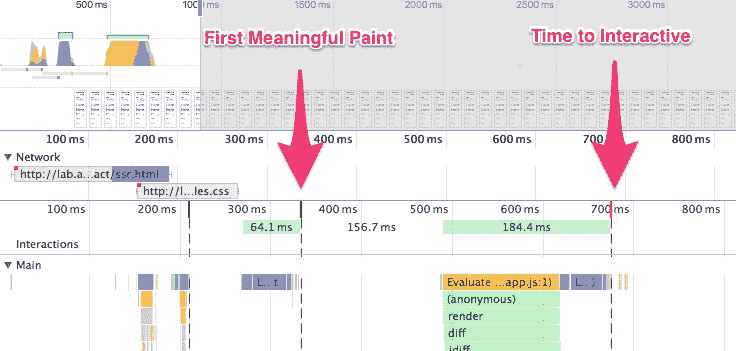 500 ms 1000 1500 ms 2000 ms 2500 ms 3000 ms
First Meaningful Paint Time to Interactive
100 ms 200 ms 300 ms 400 ms 500 ms 600 ms 700 ms 800 ms
▼ Network
http://lab.a...act/ssr.html
http://l...les.css
100 ms 200 ms 300 ms 400 ms 500 ms 600 ms 700 ms 800 ms
64.1 ms 156.7 ms 184.4 ms
Interactions
▼ Main
L... t Evaluate ...app.js:1) L...
(anonymous)
render
diff
idiff